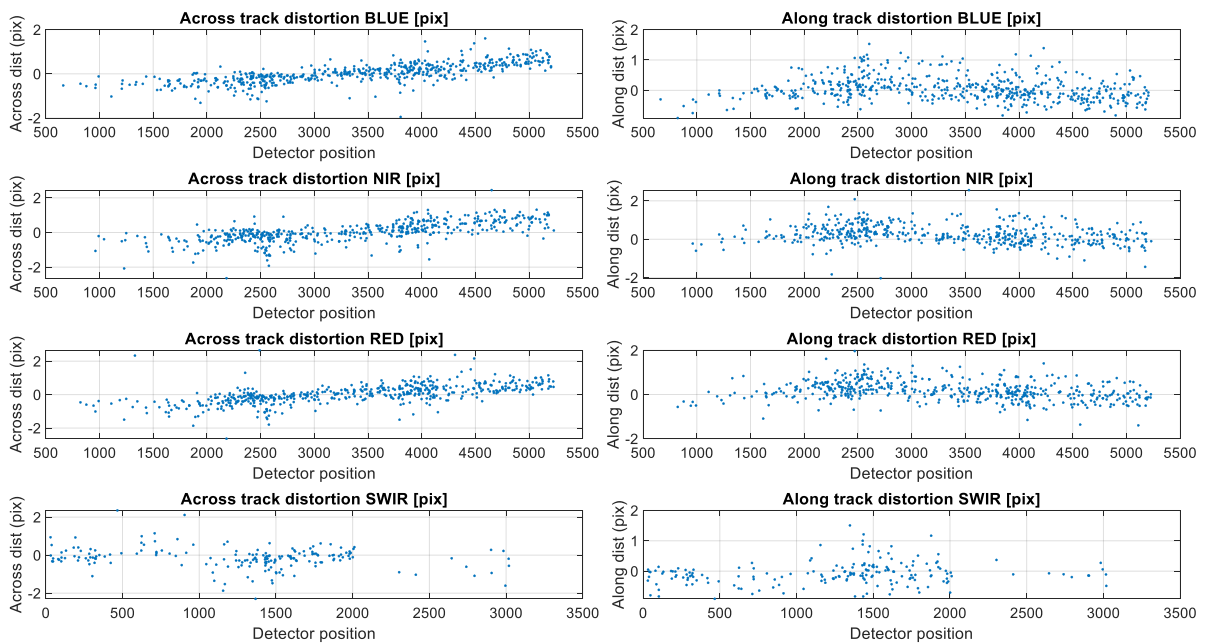 Across track distortion BLUE [pix]
Across dist (pix)
2
0
-2
500 1000 1500 2000 2500 3000 3500 4000 4500 5000 5500
Detector position
Along track distortion BLUE [pix]
Along dist (pix)
2
1
0
500 1000 1500 2000 2500 3000 3500 4000 4500 5000 5500
Detector position
Across track distortion NIR [pix]
Across dist (pix)
2
0
-2
500 1000 1500 2000 2500 3000 3500 4000 4500 5000 5500
Detector position
Along track distortion NIR [pix]
Along dist (pix)
2
0
-2
500 1000 1500 2000 2500 3000 3500 4000 4500 5000 5500
Detector position
Across track distortion RED [pix]
Across dist (pix)
2
0
-2
500 1000 1500 2000 2500 3000 3500 4000 4500 5000 5500
Detector position
Along track distortion RED [pix]
Along dist (pix)
2
0
-2
500 1000 1500 2000 2500 3000 3500 4000 4500 5000 5500
Detector position
Across track distortion SWIR [pix]
Across dist (pix)
2
0
-2
0 500 1000 1500 2000 2500 3000 3500
Detector position
Along track distortion SWIR [pix]
Along dist (pix)
2
1
0
0 500 1000 1500 2000 2500 3000 3500
Detector position